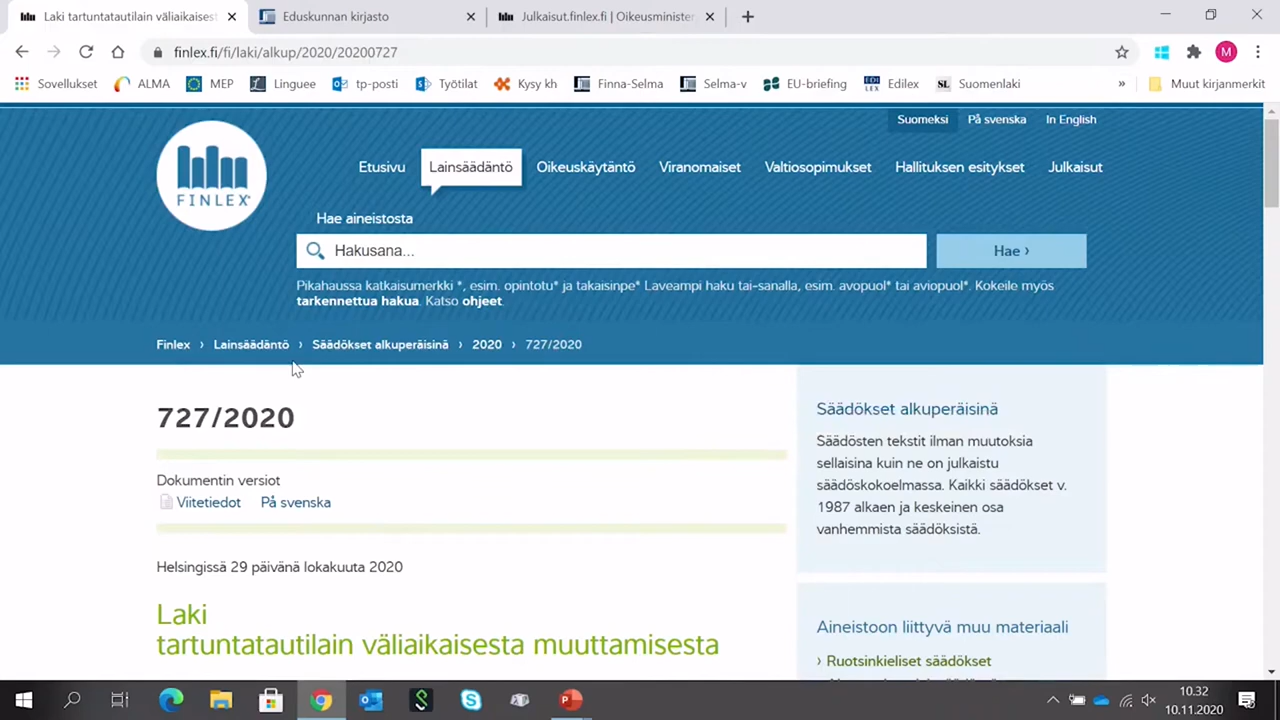 Laki tartuntatautilain väliaikaisest
Eduskunnan kirjasto
Julkaisut.finlex.fi | Oikeusminister
finlex.fi/fi/laki/alkup/2020/20200727
M
Sovellukset
ALMA
MEP
Linguee
tp-posti
Työtilat
Kysy kh
Finna-Selma
Selma-v
EU-briefing
EDI
LEX
Edilex
SL
Suomenlaki
»
Muut kirjanmerkit
Suomeksi
På svenska
In English
FINLEX®
Etusivu
Lainsäädäntö
Oikeuskäytäntö
Viranomaiset
Valtiosopimukset
Hallituksen esitykset
Julkaisut
Hae aineistosta
Hakusana...
Hae ›
Pikahaussa katkaisumerkki *, esim. opintotu* ja takaisinpe* Laveampi haku tai-sanalla, esim. avopuol* tai aviopuol*. Kokeile myös
tarkennettua hakua. Katso ohjeet.
Finlex › Lainsäädäntö › Säädökset alkuperäisinä › 2020 › 727/2020
727/2020
Dokumentin versiot
Viitetiedot
På svenska
Helsingissä 29 päivänä lokakuuta 2020
Laki
tartuntatautilain väliaikaisesta muuttamisesta
Säädökset alkuperäisinä
Säädösten tekstit ilman muutoksia
sellaisina kuin ne on julkaistu
säädöskokoelmassa. Kaikki säädökset v.
1987 alkaen ja keskeinen osa
vanhemmista säädöksistä.
Aineistoon liittyvä muu materiaali
› Ruotsinkieliset säädökset
10.32
10.11.2020